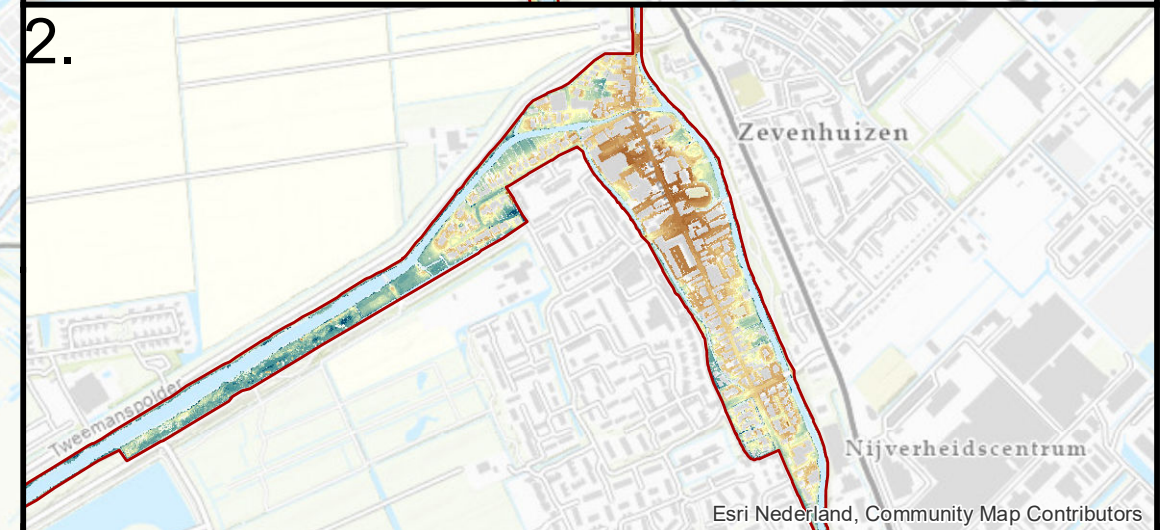 2.
Zevenhuizen
Tweemanspolder
Nijverheidscentrum
Esri Nederland, Community Map Contributors